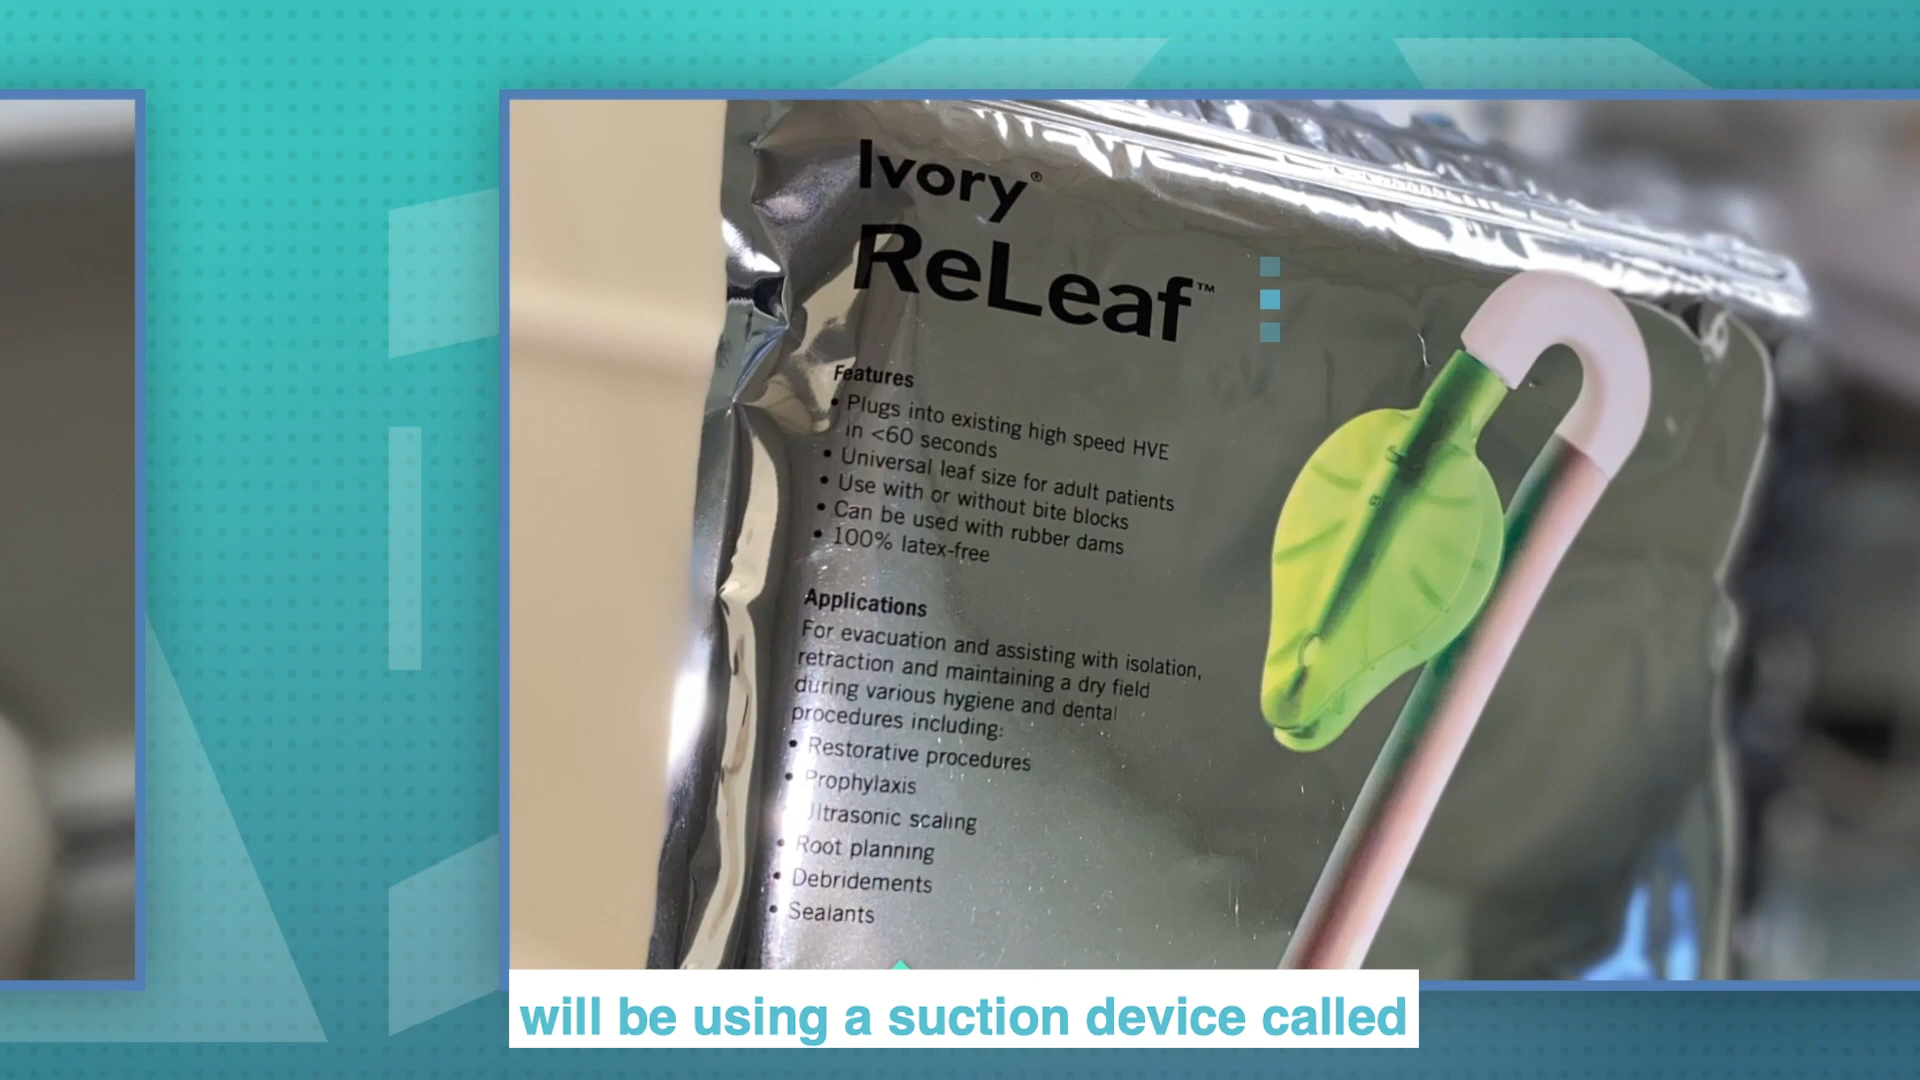 Ivory®
ReLeaf™
Features
• Plugs into existing high speed HVE
in <60 seconds
• Universal leaf size for adult patients
• Use with or without bite blocks
• Can be used with rubber dams
• 100% latex-free
Applications
For evacuation and assisting with isolation,
retraction and maintaining a dry field
during various hygiene and dental
procedures including:
• Restorative procedures
• Prophylaxis
Ultrasonic scaling
• Root planning
• Debridements
• Sealants
will be using a suction device called